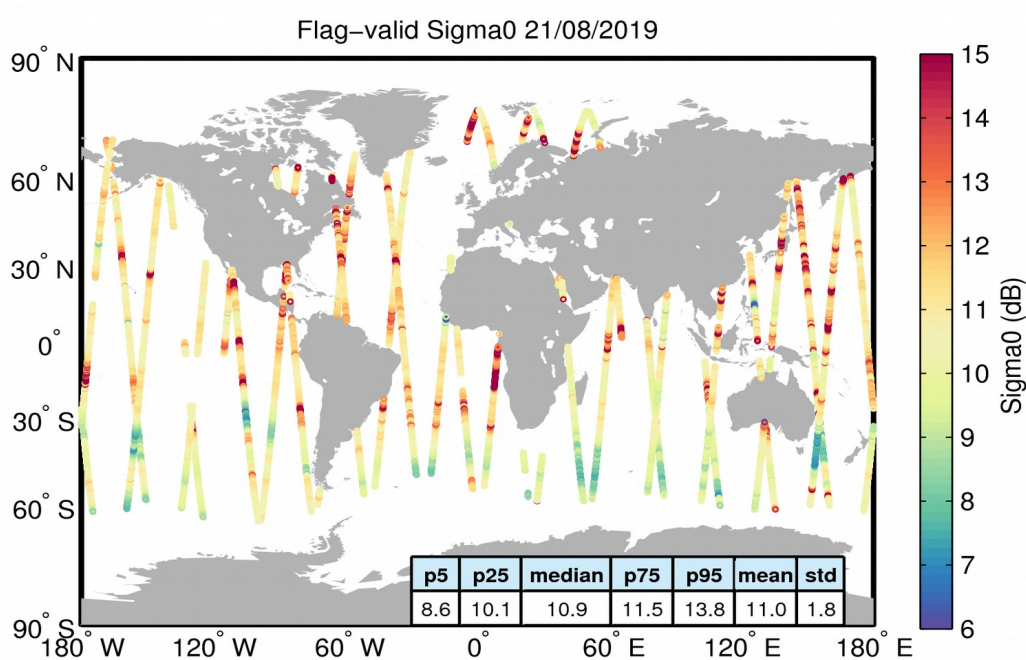 Flag−valid Sigma0 21/08/2019
90° N
60° N
30° N
0°
30° S
60° S
90° S
180° W 120° W 60° W 0° 60° E 120° E 180° E
p5 p25 median p75 p95 mean std
8.6 10.1 10.9 11.5 13.8 11.0 1.8
15
14
13
12
11
10
9
8
7
6
Sigma0 (dB)